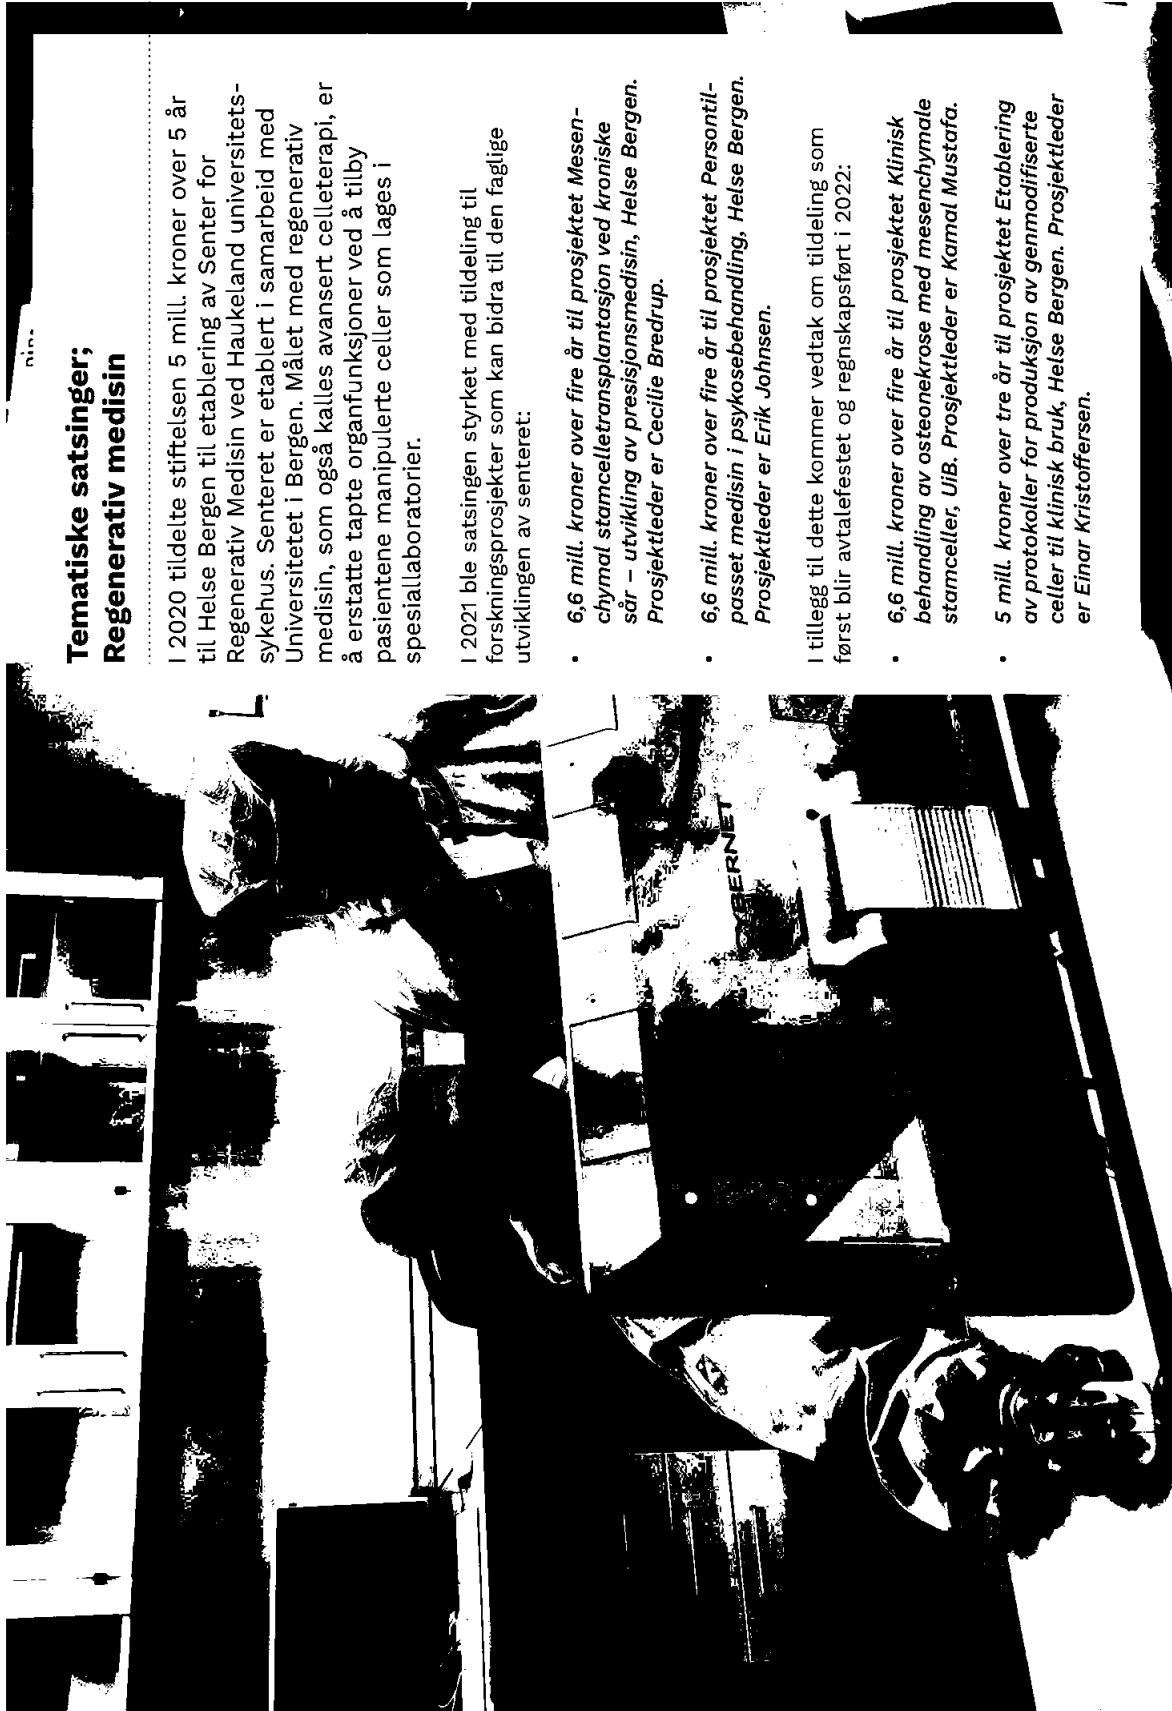 Tematiske satsinger;
Regenerativ medisin
I 2020 tildelte stiftelsen 5 mill. kroner over 5 år
til Helse Bergen til etablering av Senter for
Regenerativ Medisin ved Haukeland universitets-
sykehus. Senteret er etablert i samarbeid med
Universitetet i Bergen. Målet med regenerativ
medisin, som også kalles avansert celleterapi, er
å erstatte tapte organfunksjoner ved å tilby
pasientene manipulerte celler som lages i
spesiallaboratorier.
I 2021 ble satsingen styrket med tildeling til
forskningsprosjekter som kan bidra til den faglige
utviklingen av senteret:
• 6,6 mill. kroner over fire år til prosjektet Mesen-
chymal stamcelletransplantasjon ved kroniske
sår – utvikling av presisjonsmedisin, Helse Bergen.
Prosjektleder er Cecilie Bredrup.
• 6,6 mill. kroner over fire år til prosjektet Persontil-
passet medisin i psykosebehandling, Helse Bergen.
Prosjektleder er Erik Johnsen.
I tillegg til dette kommer vedtak om tildeling som
først blir avtalefestet og regnskapsført i 2022:
• 6,6 mill. kroner over fire år til prosjektet Klinisk
behandling av osteonekrose med mesenchymale
stamceller, UiB. Prosjektleder er Kamal Mustafa.
• 5 mill. kroner over tre år til prosjektet Etablering
av protokoller for produksjon av genmodifiserte
celler til klinisk bruk, Helse Bergen. Prosjektleder
er Einar Kristoffersen.